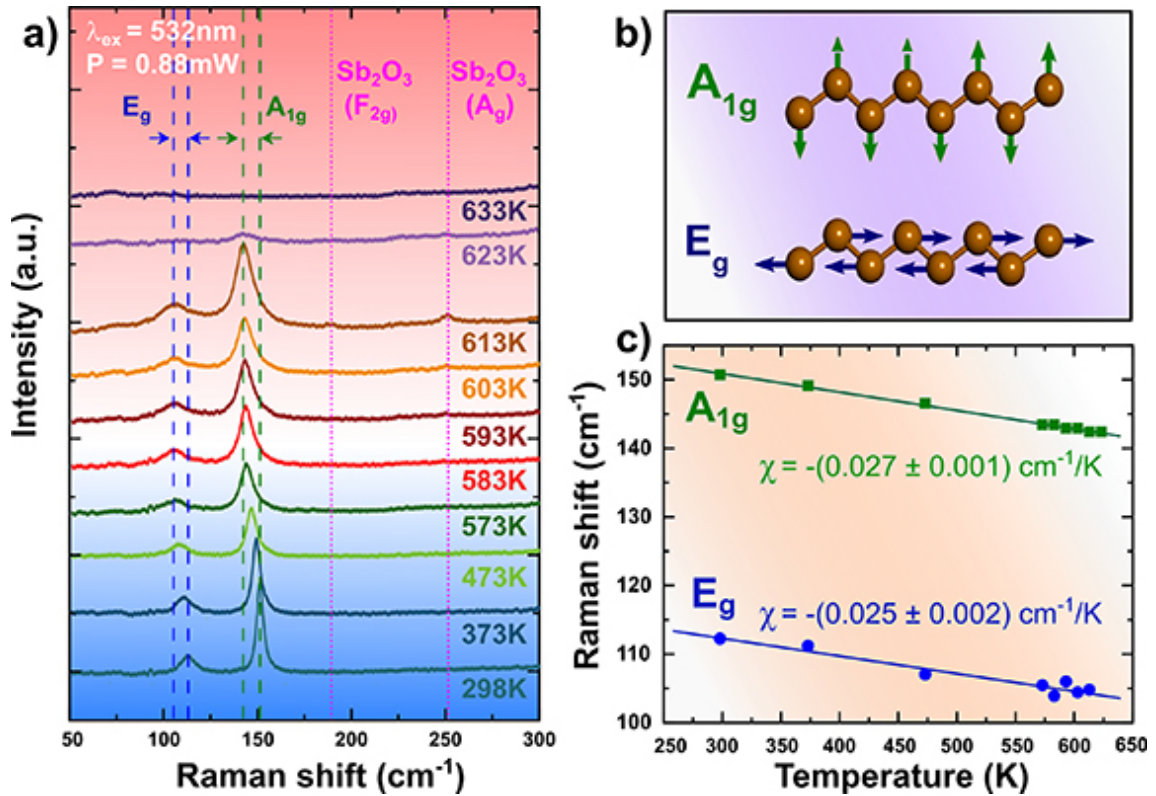 a)
λex = 532nm
P = 0.88mW
Eg
A1g
Sb2O3
(F2g)
Sb2O3
(Ag)
633K
623K
613K
603K
593K
583K
573K
473K
373K
298K
Intensity (a.u.)
50 100 150 200 250 300
Raman shift (cm-1)
b)
A1g
Eg
c)
150
140
130
120
110
100
A1g
χ = -(0.027 ± 0.001) cm-1/K
Eg
χ = -(0.025 ± 0.002) cm-1/K
Raman shift (cm-1)
250 300 350 400 450 500 550 600 650
Temperature (K)